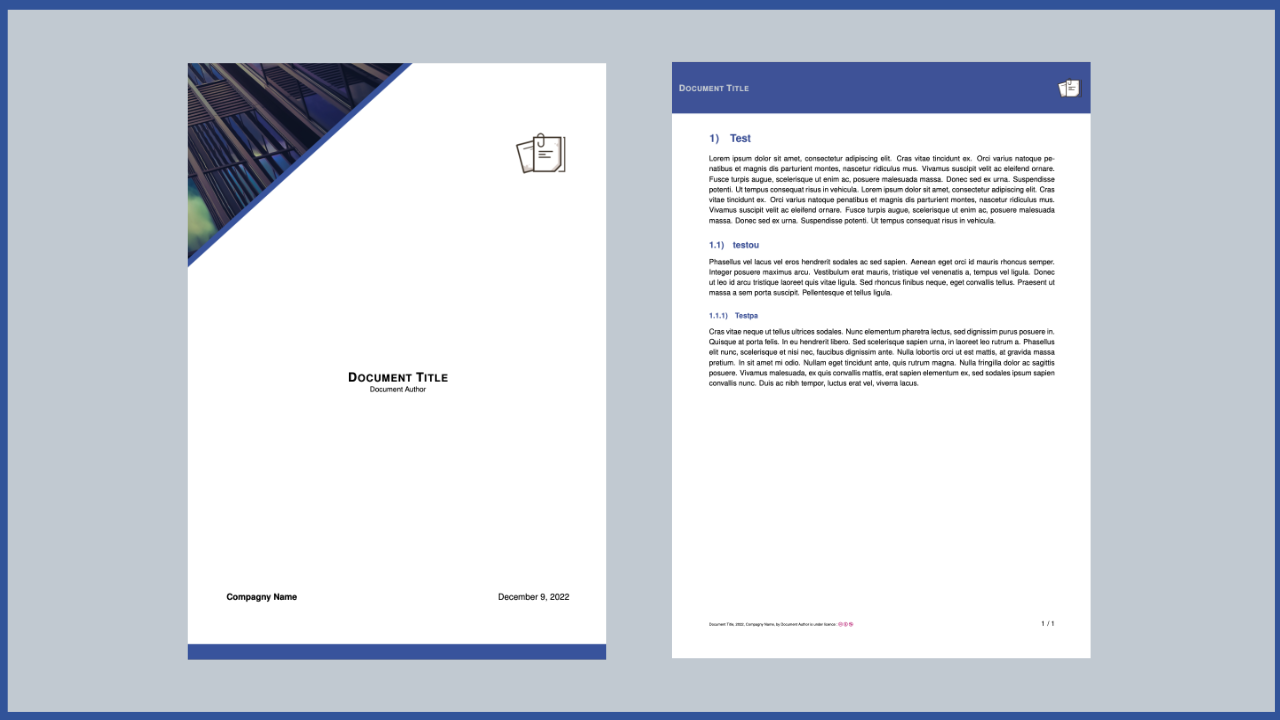 DOCUMENT TITLE
Document Author
Compagny Name
December 9, 2022
DOCUMENT TITLE
1) Test
Lorem ipsum dolor sit amet, consectetur adipiscing elit. Cras vitae tincidunt ex. Orci varius natoque pe-
natibus et magnis dis parturient montes, nascetur ridiculus mus. Vivamus suscipit velit ac eleifend ornare.
Fusce turpis augue, scelerisque ut enim ac, posuere malesuada massa. Donec sed ex urna. Suspendisse
potenti. Ut tempus consequat risus in vehicula. Lorem ipsum dolor sit amet, consectetur adipiscing elit. Cras
vitae tincidunt ex. Orci varius natoque penatibus et magnis dis parturient montes, nascetur ridiculus mus.
Vivamus suscipit velit ac eleifend ornare. Fusce turpis augue, scelerisque ut enim ac, posuere malesuada
massa. Donec sed ex urna. Suspendisse potenti. Ut tempus consequat risus in vehicula.
1.1) testou
Phasellus vel lacus vel eros hendrerit sodales ac sed sapien. Aenean eget orci id mauris rhoncus semper.
Integer posuere maximus arcu. Vestibulum erat mauris, tristique vel venenatis a, tempus vel ligula. Donec
ut leo id arcu tristique laoreet quis vitae ligula. Sed rhoncus finibus neque, eget convallis tellus. Praesent ut
massa a sem porta suscipit. Pellentesque et tellus ligula.
1.1.1) Testpa
Cras vitae neque ut tellus ultrices sodales. Nunc elementum pharetra lectus, sed dignissim purus posuere in.
Quisque at porta felis. In eu hendrerit libero. Sed scelerisque sapien urna, in laoreet leo rutrum a. Phasellus
elit nunc, scelerisque et nisi nec, faucibus dignissim ante. Nulla lobortis orci ut est mattis, at gravida massa
pretium. In sit amet mi odio. Nullam eget tincidunt ante, quis rutrum magna. Nulla fringilla dolor ac sagittis
posuere. Vivamus malesuada, ex quis convallis mattis, erat sapien elementum ex, sed sodales ipsum sapien
convallis nunc. Duis ac nibh tempor, luctus erat vel, viverra lacus.
Document Title, 2022, Compagny Name, by Document Author is under licence:
1 / 1